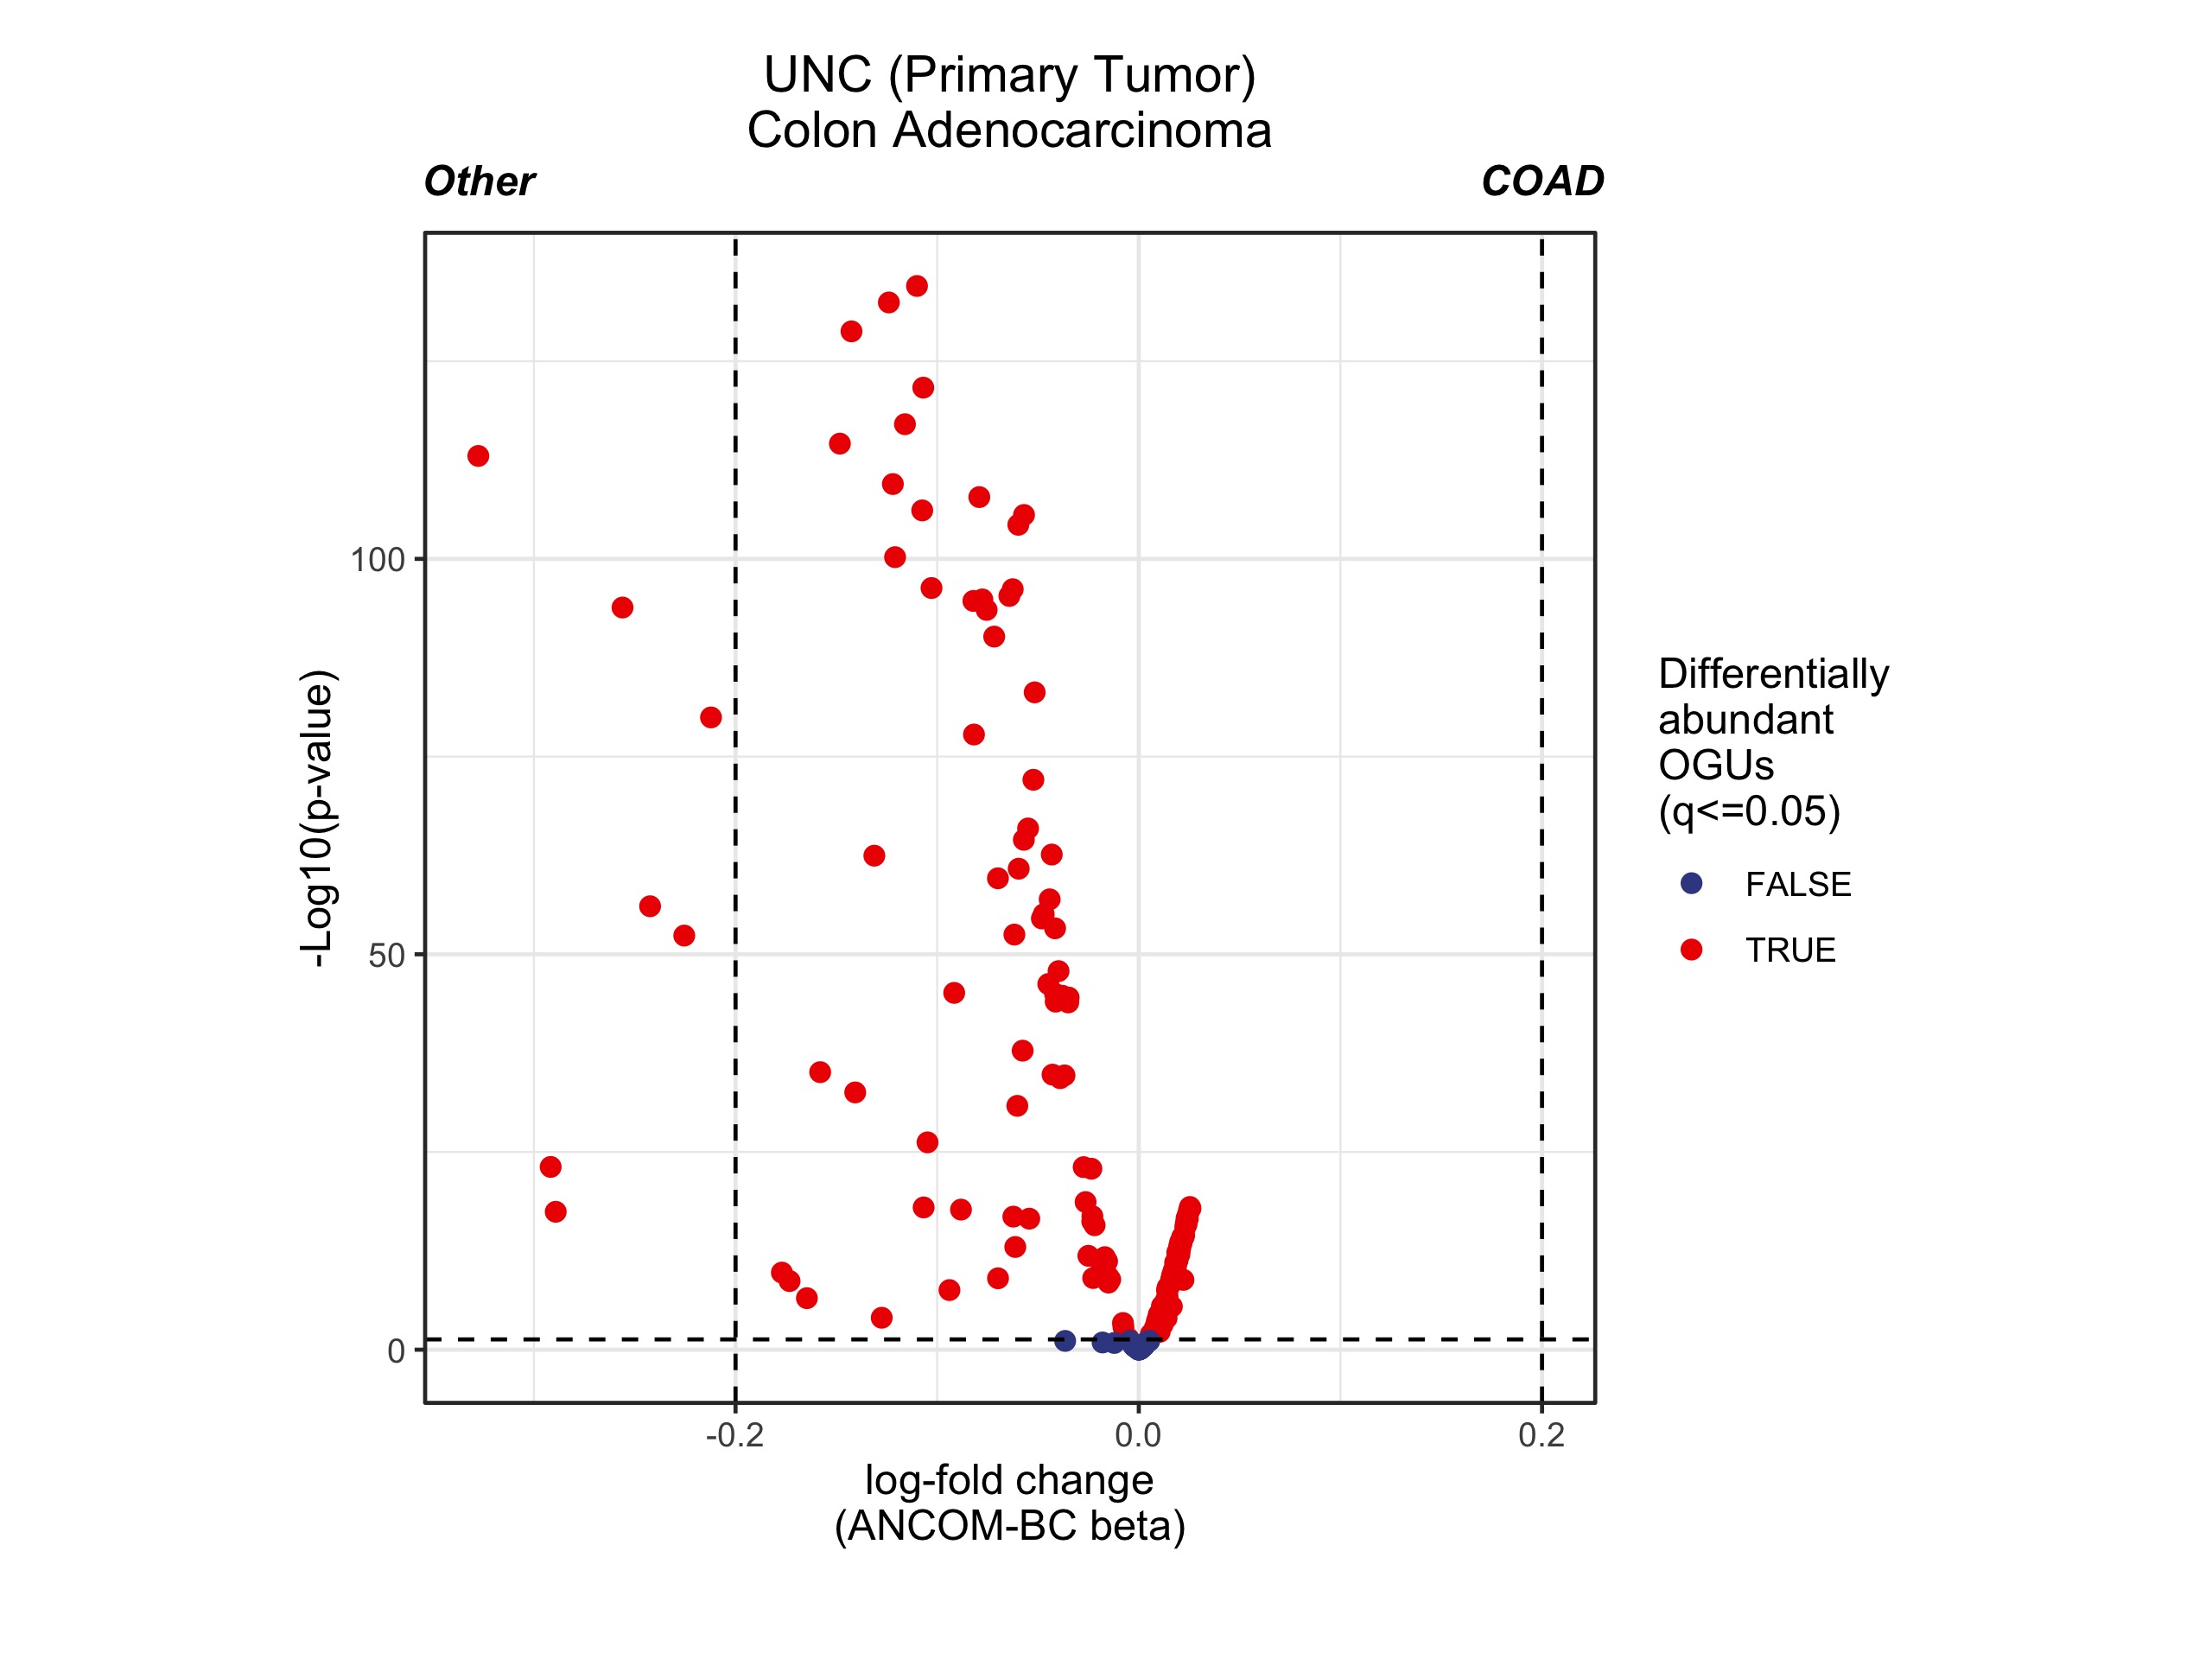 UNC (Primary Tumor)
Colon Adenocarcinoma
Other
COAD
100
50
0
-Log10(p-value)
-0.2
0.0
0.2
log-fold change
(ANCOM-BC beta)
Differentially
abundant
OGUs
(q<=0.05)
FALSE
TRUE